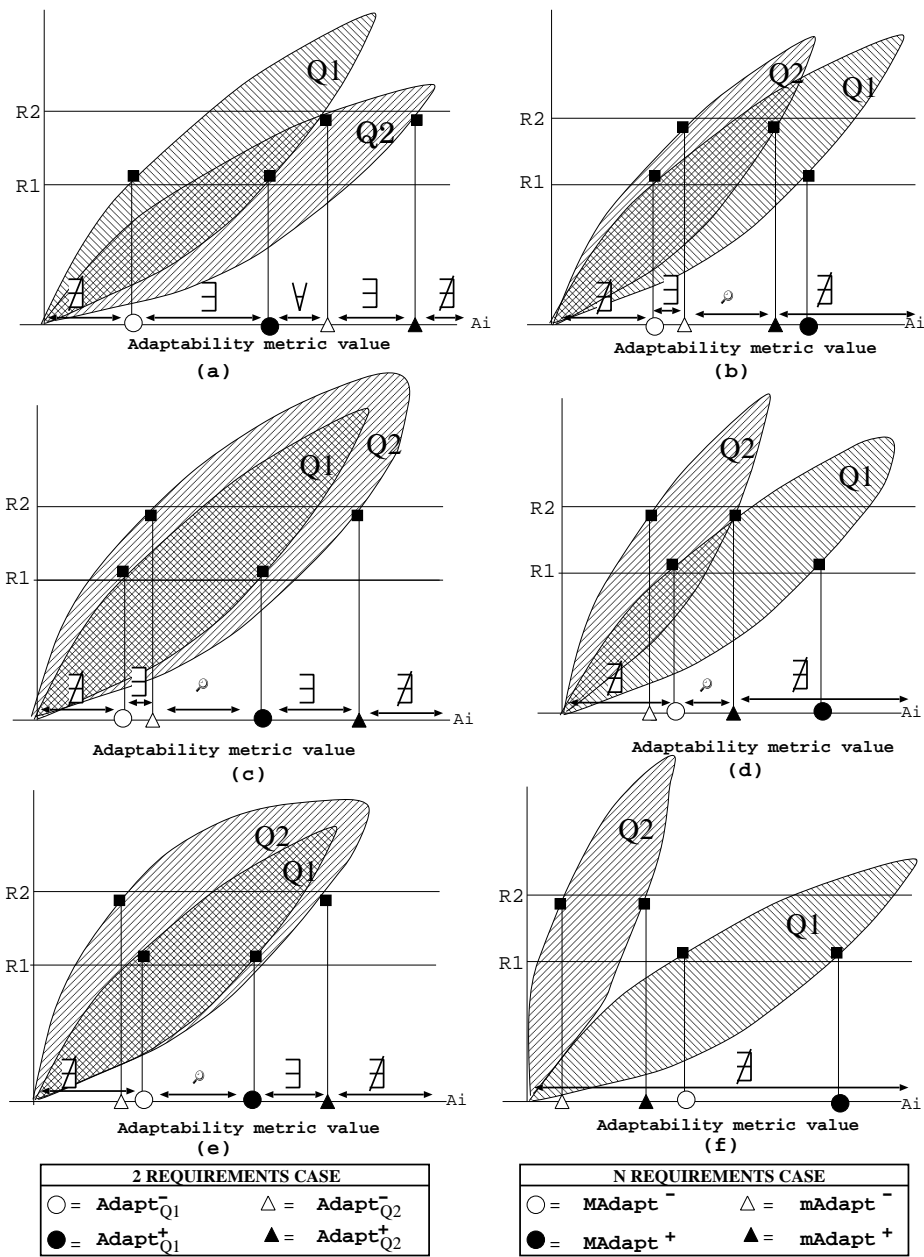 Q1
R2
Q2
R1
∄ ∃ ∀ ∃ ∄
Ai
Adaptability metric value
(a)
Q2
Q1
R2
R1
∄ ∃ ∄
Ai
Adaptability metric value
(b)
Q1
Q2
R2
R1
∄ ∃ ∃ ∄
Ai
Adaptability metric value
(c)
Q2
Q1
R2
R1
∄ ∄
Ai
Adaptability metric value
(d)
Q2
Q1
R2
R1
∄ ∃ ∄
Ai
Adaptability metric value
(e)
Q2
Q1
R2
R1
∄
Ai
Adaptability metric value
(f)
2 REQUIREMENTS CASE
○ = Adapt⁻Q1 △ = Adapt⁻Q2
● = Adapt⁺Q1 ▲ = Adapt⁺Q2
N REQUIREMENTS CASE
○ = MAdapt⁻ △ = mAdapt⁻
● = MAdapt⁺ ▲ = mAdapt⁺